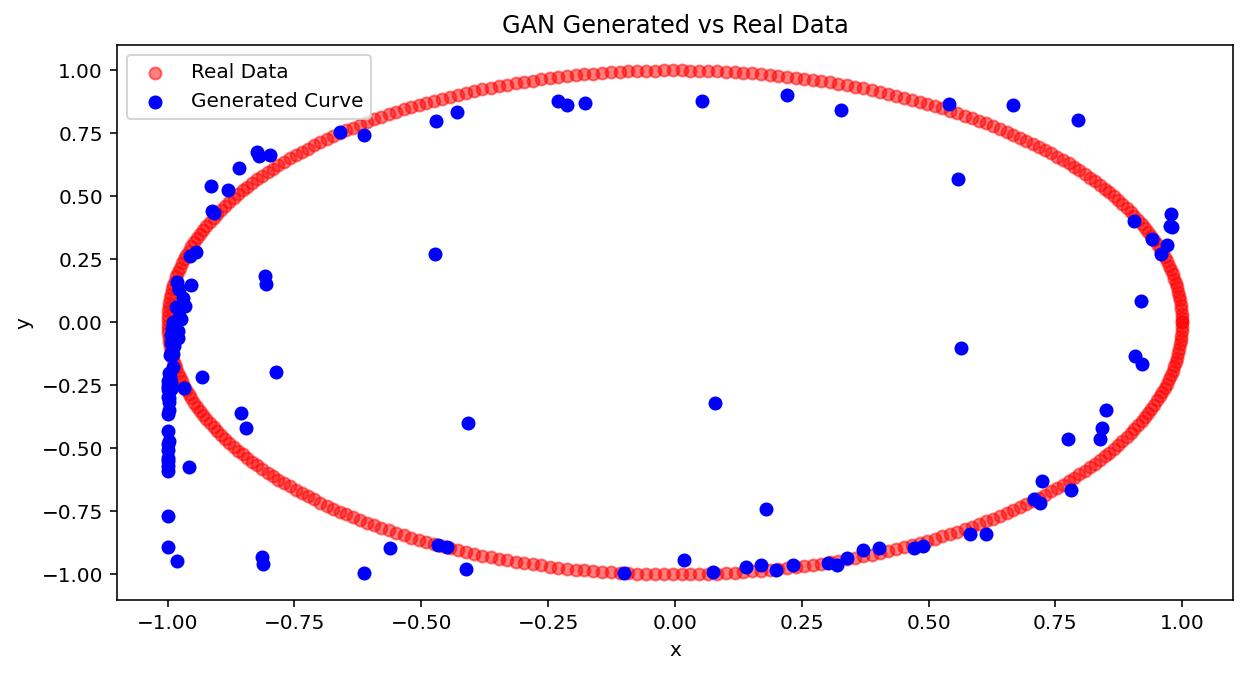 GAN Generated vs Real Data
Real Data
Generated Curve
1.00
0.75
0.50
0.25
0.00
−0.25
−0.50
−0.75
−1.00
y
−1.00 −0.75 −0.50 −0.25 0.00 0.25 0.50 0.75 1.00
x